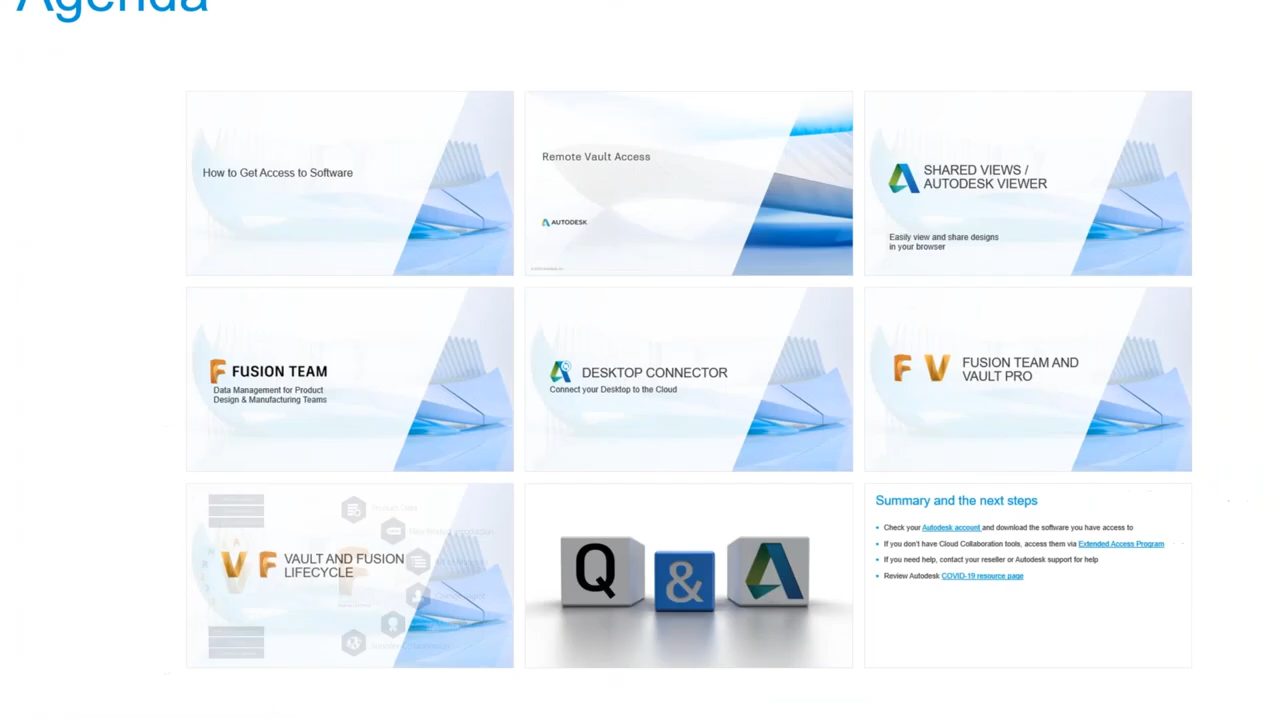 Agenda
How to Get Access to Software
Remote Vault Access
AUTODESK
SHARED VIEWS /
AUTODESK VIEWER
Easily view and share designs
in your browser
FUSION TEAM
Data Management for Product
Design & Manufacturing Teams
DESKTOP CONNECTOR
Connect your Desktop to the Cloud
FUSION TEAM AND
VAULT PRO
Product Data
VAULT AND FUSION
LIFECYCLE
Q & A
Summary and the next steps
• Check your Autodesk account and download the software you have access to
• If you don't have Cloud Collaboration tools, access them via Extended Access Program
• If you need help, contact your reseller or Autodesk support for help
• Review Autodesk COVID-19 resource page